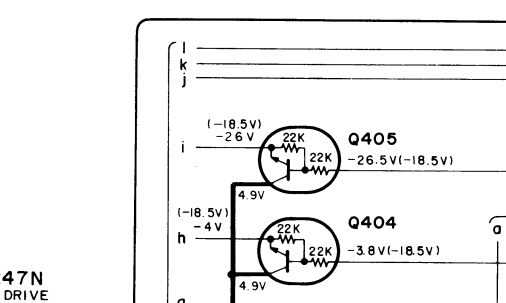 l
k
j
(-18.5V)
-26V
22K
Q405
i
22K
-26.5V(-18.5V)
4.9V
(-18.5V)
-4V
22K
Q404
a
h
22K
-3.8V(-18.5V)
47N
4.9V
DRIVE